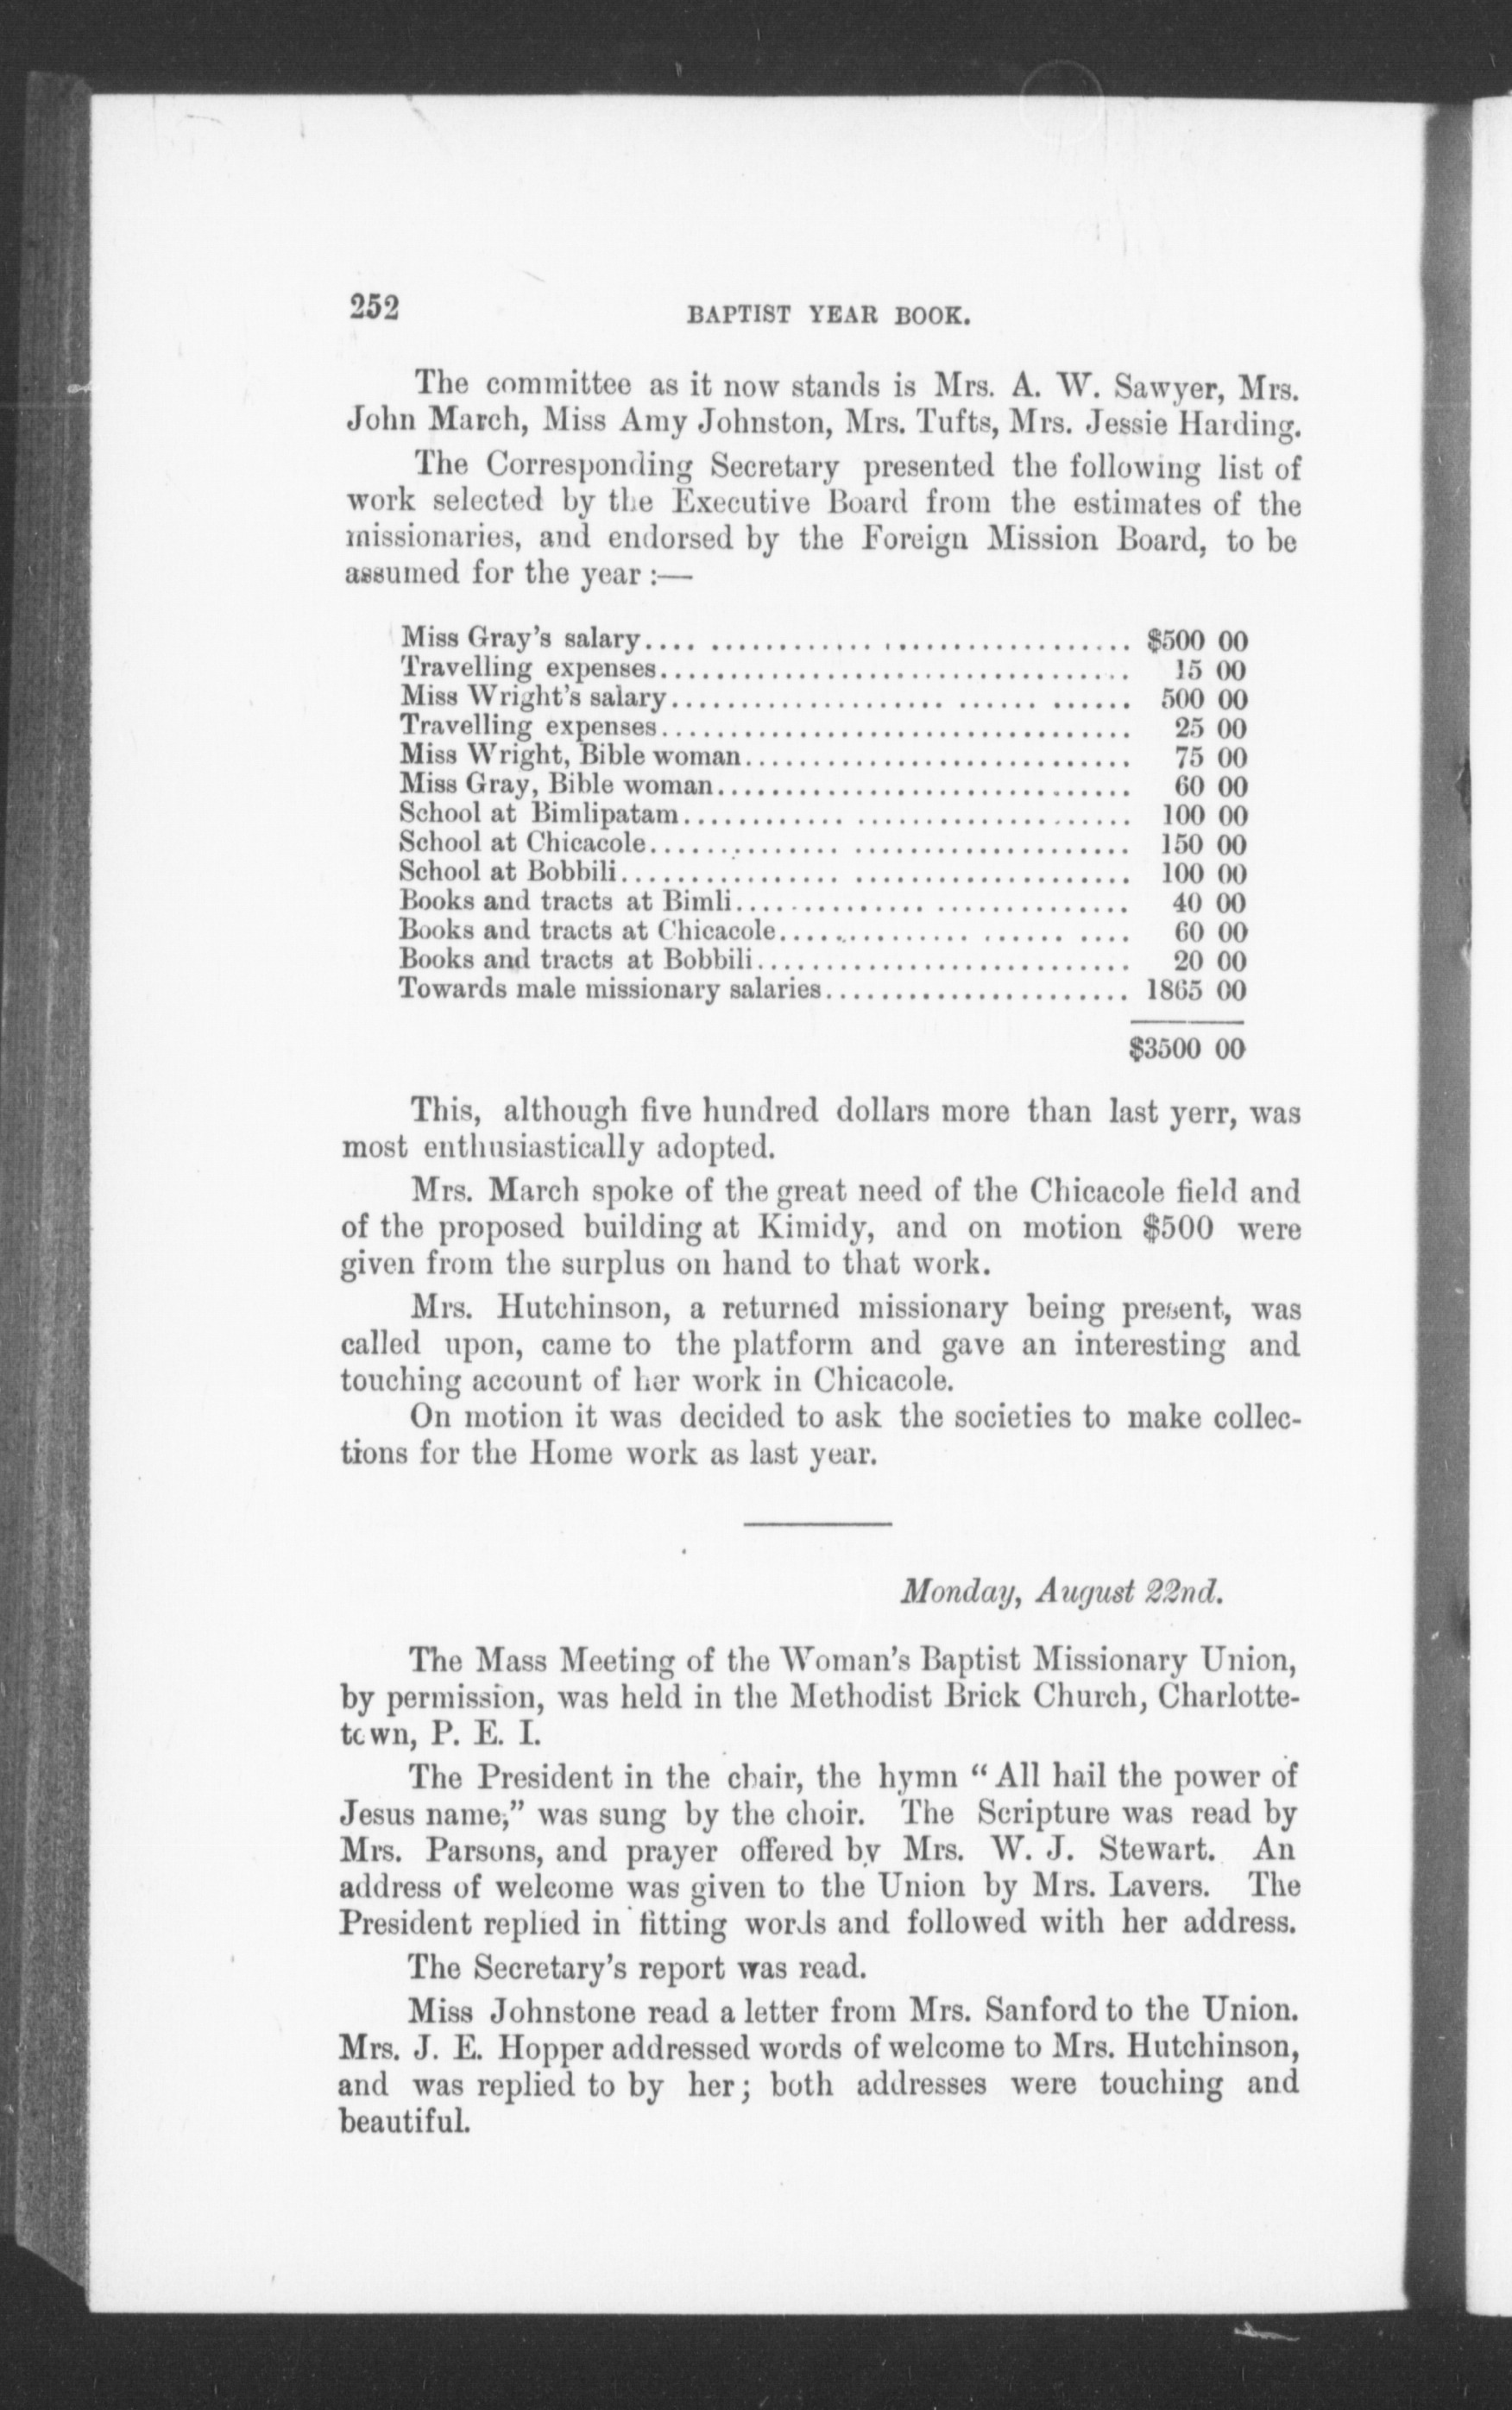 252 BAPTIST YEAR BOOK.
The committee as it now stands is Mrs. A. W. Sawyer, Mrs.
John March, Miss Amy Johnston, Mrs. Tufts, Mrs. Jessie Harding.
The Corresponding Secretary presented the following list of
work selected by the Executive Board from the estimates of the
missionaries, and endorsed by the Foreign Mission Board, to be
assumed for the year :—
Miss Gray's salary.... ................................ $500 00
Travelling expenses.................................. 15 00
Miss Wright's salary.................... ...... ...... 500 00
Travelling expenses.................................. 25 00
Miss Wright, Bible woman............................ 75 00
Miss Gray, Bible woman.............................. 60 00
School at Bimlipatam............ .................... 100 00
School at Chicacole.............. .................... 150 00
School at Bobbili................ .................... 100 00
Books and tracts at Bimli.............. .............. 40 00
Books and tracts at Chicacole.............. ...... .... 60 00
Books and tracts at Bobbili........................... 20 00
Towards male missionary salaries...................... 1865 00
$3500 00
This, although five hundred dollars more than last yerr, was
most enthusiastically adopted.
Mrs. March spoke of the great need of the Chicacole field and
of the proposed building at Kimidy, and on motion $500 were
given from the surplus on hand to that work.
Mrs. Hutchinson, a returned missionary being present, was
called upon, came to the platform and gave an interesting and
touching account of her work in Chicacole.
On motion it was decided to ask the societies to make collec-
tions for the Home work as last year.
Monday, August 22nd.
The Mass Meeting of the Woman's Baptist Missionary Union,
by permission, was held in the Methodist Brick Church, Charlotte-
town, P. E. I.
The President in the chair, the hymn "All hail the power of
Jesus name," was sung by the choir. The Scripture was read by
Mrs. Parsons, and prayer offered by Mrs. W. J. Stewart. An
address of welcome was given to the Union by Mrs. Lavers. The
President replied in fitting words and followed with her address.
The Secretary's report was read.
Miss Johnstone read a letter from Mrs. Sanford to the Union.
Mrs. J. E. Hopper addressed words of welcome to Mrs. Hutchinson,
and was replied to by her; both addresses were touching and
beautiful.